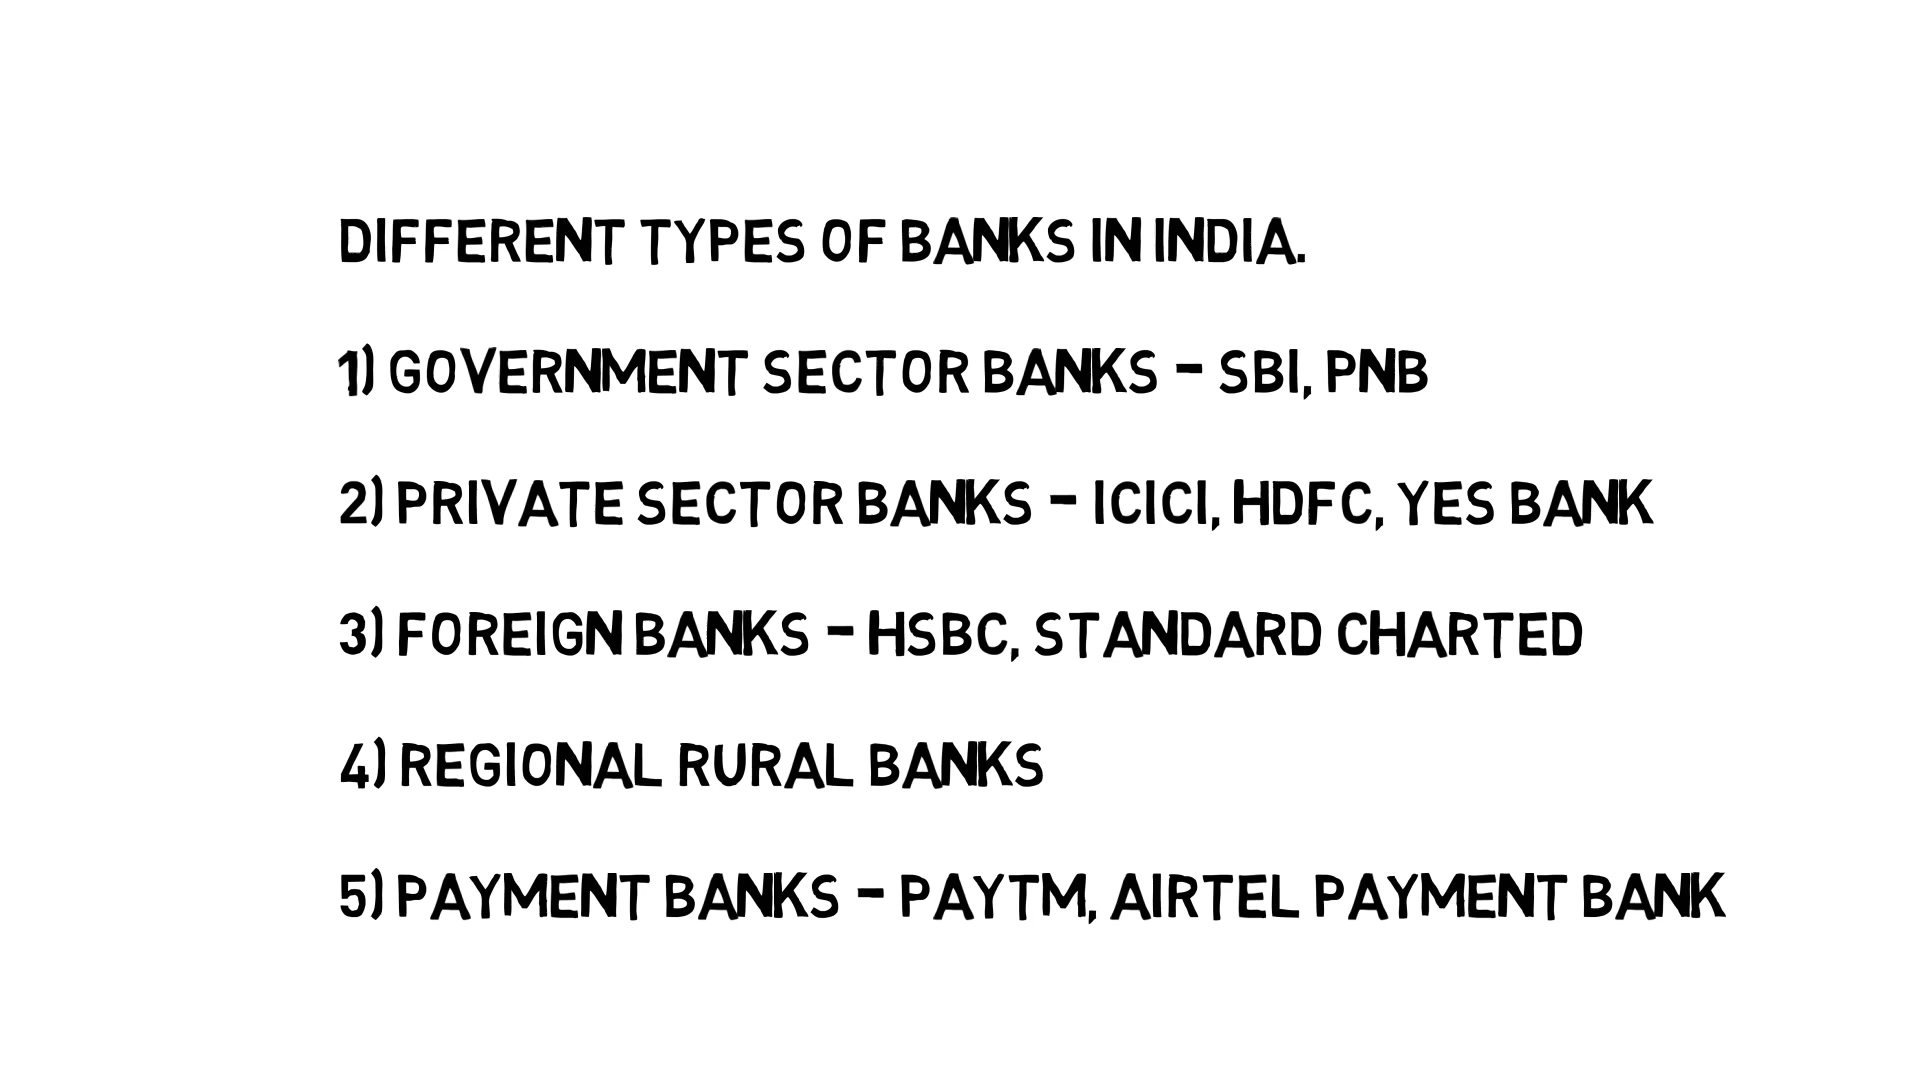 DIFFERENT TYPES OF BANKS IN INDIA.
1) GOVERNMENT SECTOR BANKS - SBI, PNB
2) PRIVATE SECTOR BANKS - ICICI, HDFC, YES BANK
3) FOREIGN BANKS - HSBC, STANDARD CHARTED
4) REGIONAL RURAL BANKS
5) PAYMENT BANKS - PAYTM, AIRTEL PAYMENT BANK